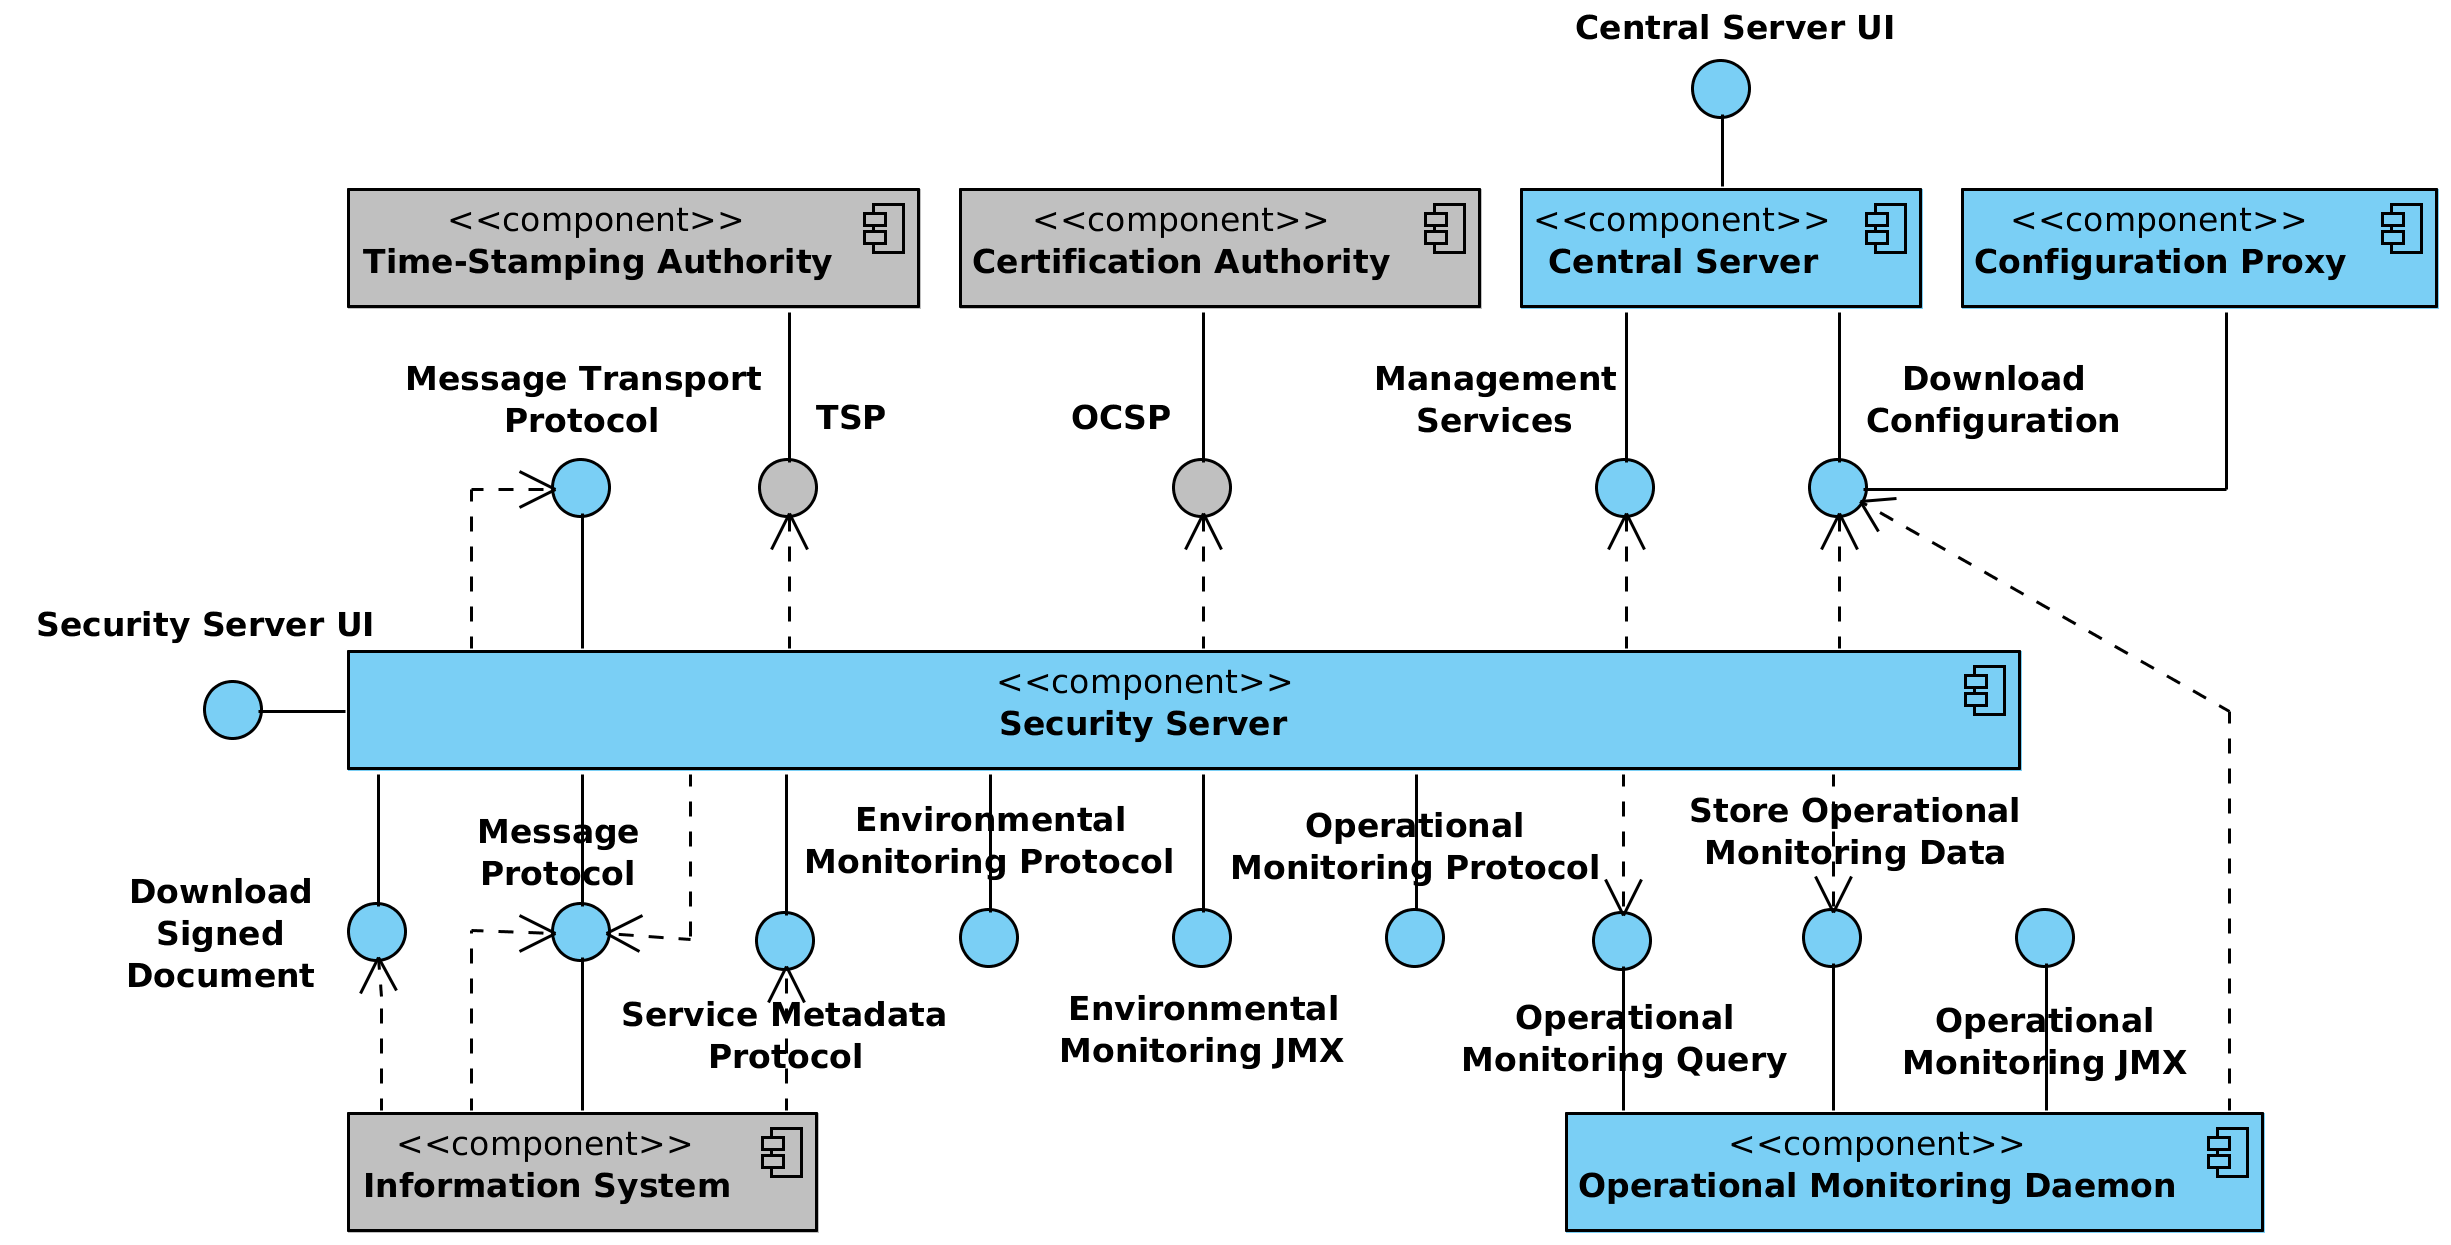 Central Server UI
<<component>>
Time-Stamping Authority
<<component>>
Certification Authority
<<component>>
Central Server
<<component>>
Configuration Proxy
Message Transport
Protocol
TSP
OCSP
Management
Services
Download
Configuration
Security Server UI
<<component>>
Security Server
Download
Signed
Document
Message
Protocol
Service Metadata
Protocol
Environmental
Monitoring Protocol
Environmental
Monitoring JMX
Operational
Monitoring Protocol
Operational
Monitoring Query
Store Operational
Monitoring Data
Operational
Monitoring JMX
<<component>>
Information System
<<component>>
Operational Monitoring Daemon